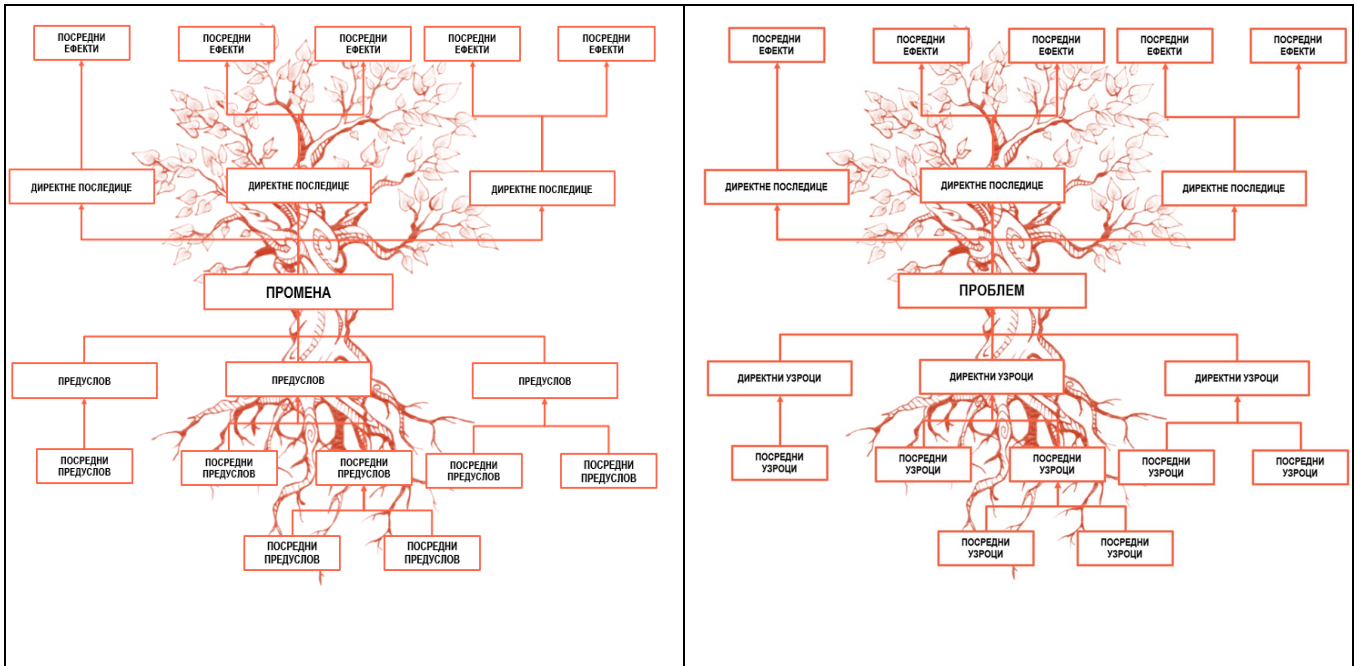 ПОСРЕДНИ
ЕФЕКТИ
ПОСРЕДНИ
ЕФЕКТИ
ПОСРЕДНИ
ЕФЕКТИ
ПОСРЕДНИ
ЕФЕКТИ
ПОСРЕДНИ
ЕФЕКТИ
ДИРЕКТНЕ ПОСЛЕДИЦЕ
ДИРЕКТНЕ ПОСЛЕДИЦЕ
ДИРЕКТНЕ ПОСЛЕДИЦЕ
ПРОМЕНА
ПРЕДУСЛОВ
ПРЕДУСЛОВ
ПРЕДУСЛОВ
ПОСРЕДНИ
ПРЕДУСЛОВ
ПОСРЕДНИ
ПРЕДУСЛОВ
ПОСРЕДНИ
ПРЕДУСЛОВ
ПОСРЕДНИ
ПРЕДУСЛОВ
ПОСРЕДНИ
ПРЕДУСЛОВ
ПОСРЕДНИ
ПРЕДУСЛОВ
ПОСРЕДНИ
ПРЕДУСЛОВ
ПОСРЕДНИ
ЕФЕКТИ
ПОСРЕДНИ
ЕФЕКТИ
ПОСРЕДНИ
ЕФЕКТИ
ПОСРЕДНИ
ЕФЕКТИ
ПОСРЕДНИ
ЕФЕКТИ
ДИРЕКТНЕ ПОСЛЕДИЦЕ
ДИРЕКТНЕ ПОСЛЕДИЦЕ
ДИРЕКТНЕ ПОСЛЕДИЦЕ
ПРОБЛЕМ
ДИРЕКТНИ УЗРОЦИ
ДИРЕКТНИ УЗРОЦИ
ДИРЕКТНИ УЗРОЦИ
ПОСРЕДНИ
УЗРОЦИ
ПОСРЕДНИ
УЗРОЦИ
ПОСРЕДНИ
УЗРОЦИ
ПОСРЕДНИ
УЗРОЦИ
ПОСРЕДНИ
УЗРОЦИ
ПОСРЕДНИ
УЗРОЦИ
ПОСРЕДНИ
УЗРОЦИ